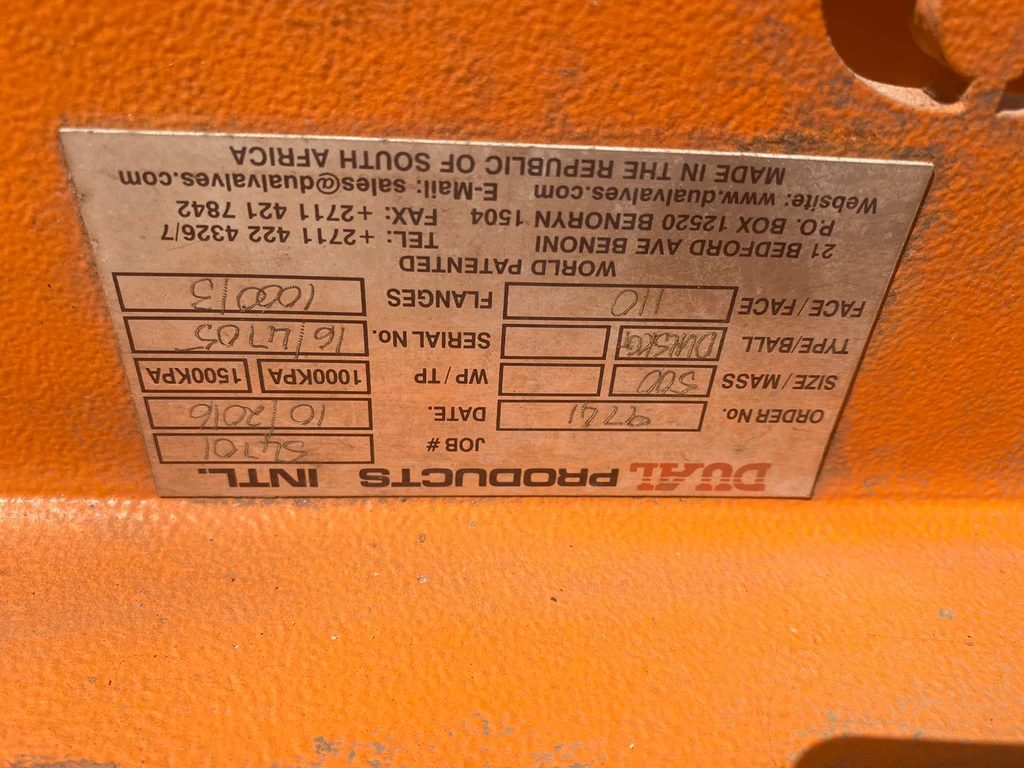 DUAL PRODUCTS INTL.
JOB # 54701
ORDER No. 9741 DATE. 10/2016
SIZE / MASS 500 WP / TP 1000KPA 1500KPA
TYPE/BALL SERIAL No. 16/4705
FACE / FACE 110 FLANGES 1000/3
WORLD PATENTED
21 BEDFORD AVE BENONI TEL: +2711 422 4326/7
P.O. BOX 12520 BENORYN 1504 FAX: +2711 421 7842
Website: www.dualvalves.com E-Mail: sales@dualvalves.com
MADE IN THE REPUBLIC OF SOUTH AFRICA